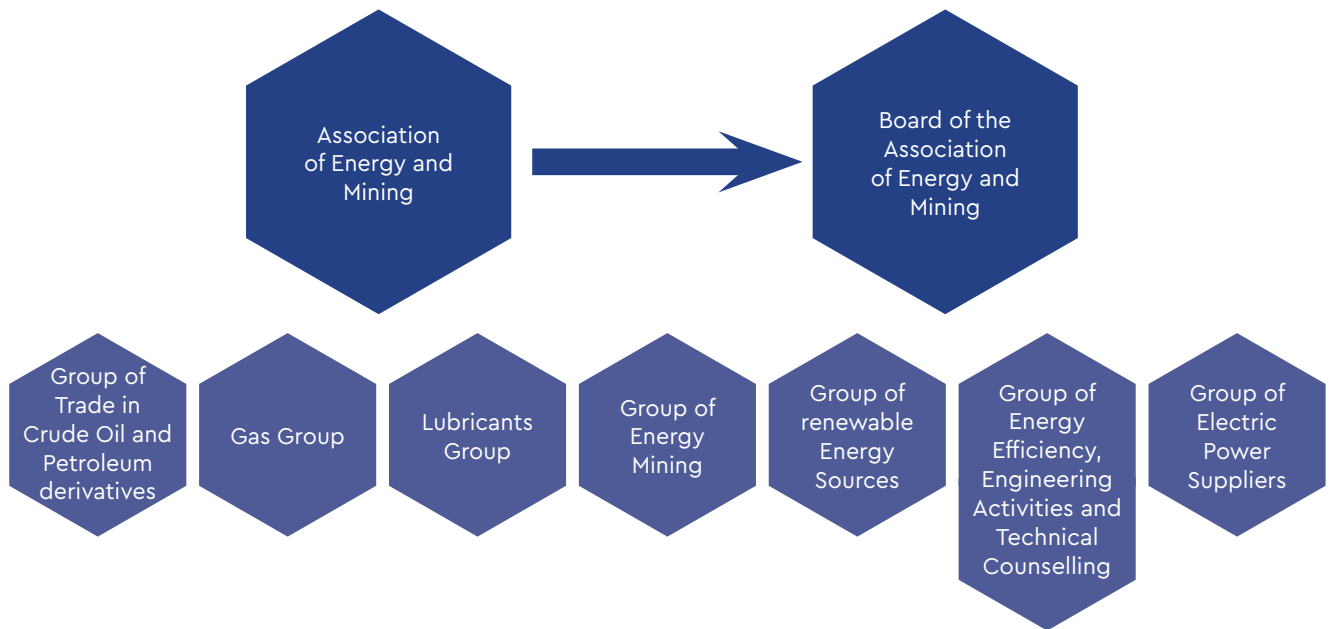 Association
of Energy and
Mining
Board of the
Association
of Energy and
Mining
Group of
Trade in
Crude Oil and
Petroleum
derivatives
Gas Group
Lubricants
Group
Group of
Energy
Mining
Group of
renewable
Energy
Sources
Group of
Energy
Efficiency,
Engineering
Activities and
Technical
Counselling
Group of
Electric
Power
Suppliers